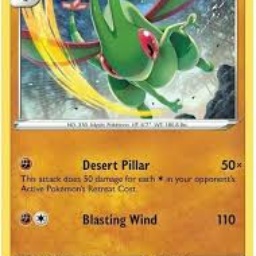 Desert Pillar 50×
This attack does 50 damage for each in your opponent's
Active Pokémon's Retreat Cost.
Blasting Wind 110